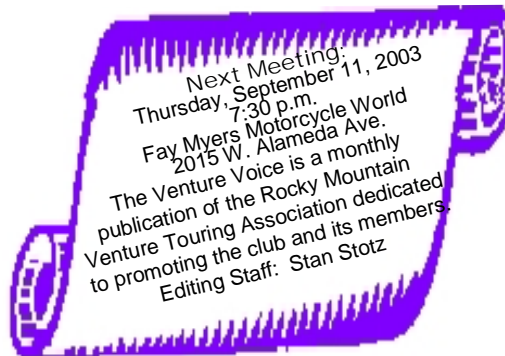 Next Meeting:
Thursday, September 11, 2003
7:30 p.m.
Fay Myers Motorcycle World
2015 W. Alameda Ave.
The Venture Voice is a monthly
publication of the Rocky Mountain
Venture Touring Association dedicated
to promoting the club and its members.
Editing Staff: Stan Stotz